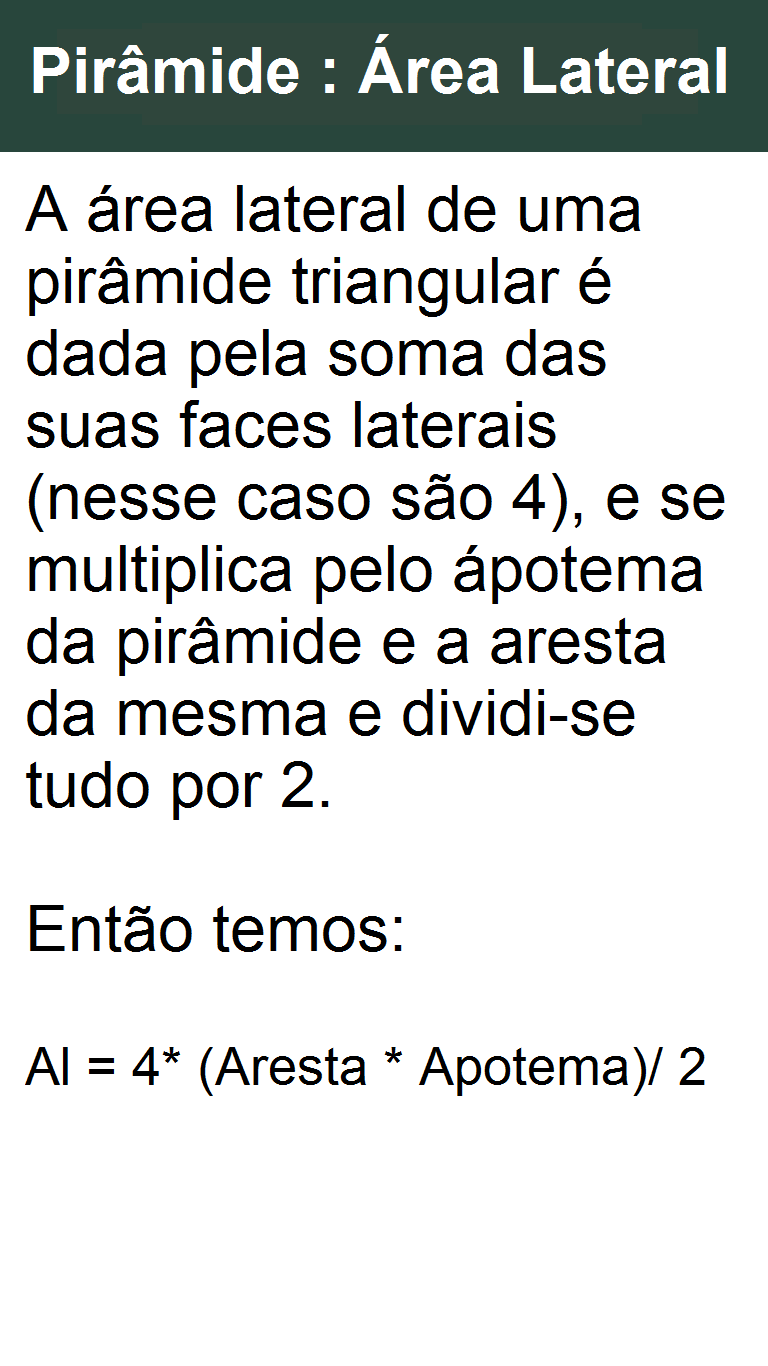 Pirâmide : Área Lateral
A área lateral de uma
pirâmide triangular é
dada pela soma das
suas faces laterais
(nesse caso são 4), e se
multiplica pelo ápotema
da pirâmide e a aresta
da mesma e dividi-se
tudo por 2.
Então temos:
Al = 4* (Aresta * Apotema)/ 2